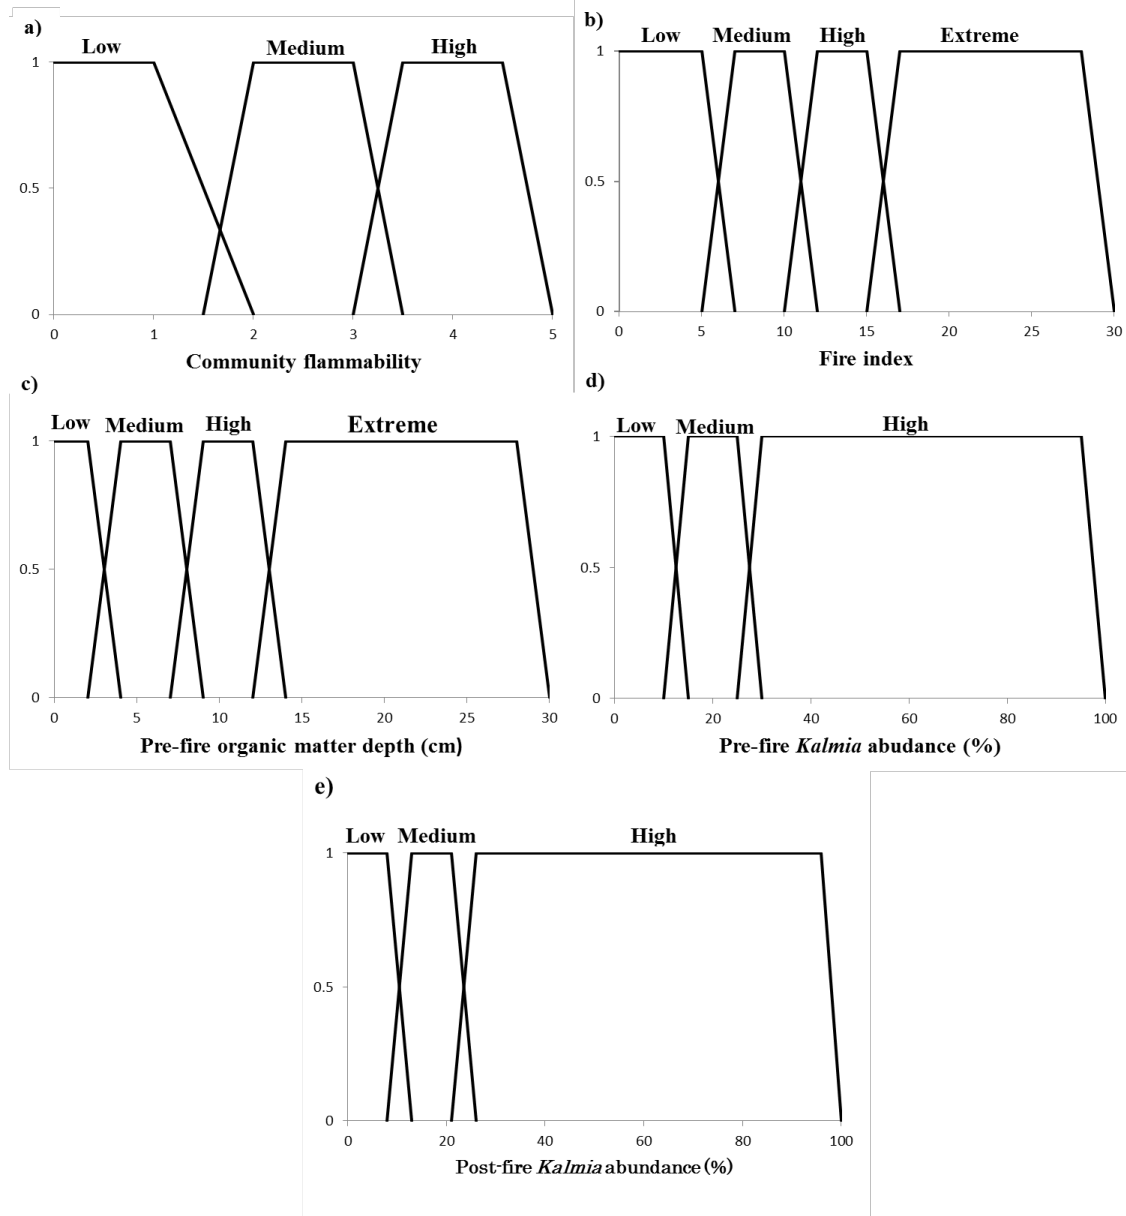 a)
Low Medium High
1
0.5
0
0 1 2 3 4 5
Community flammability
b)
Low Medium High Extreme
1
0.5
0
0 5 10 15 20 25 30
Fire index
c)
Low Medium High Extreme
1
0.5
0
0 5 10 15 20 25 30
Pre-fire organic matter depth (cm)
d)
Low Medium High
1
0.5
0
0 20 40 60 80 100
Pre-fire Kalmia abudance (%)
e)
Low Medium High
1
0.5
0
0 20 40 60 80 100
Post-fire Kalmia abundance (%)